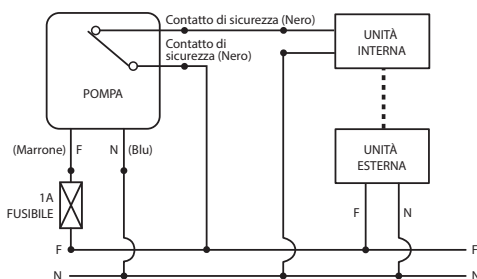 Contatto di sicurezza (Nero)
Contatto di
sicurezza (Nero)
POMPA
UNITÀ
INTERNA
(Marrone) F
N (Blu)
UNITÀ
ESTERNA
1A
FUSIBILE
F
N
F
F
N
N